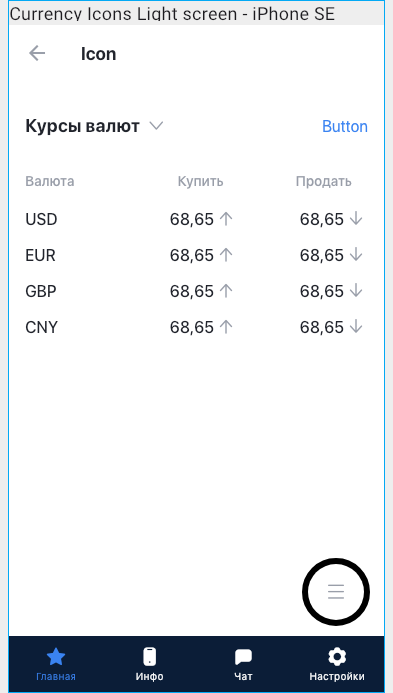 Currency Icons Light screen - iPhone SE
Icon
Курсы валют Button
Валюта Купить Продать
USD 68,65 68,65
EUR 68,65 68,65
GBP 68,65 68,65
CNY 68,65 68,65
Главная Инфо Чат Настройки